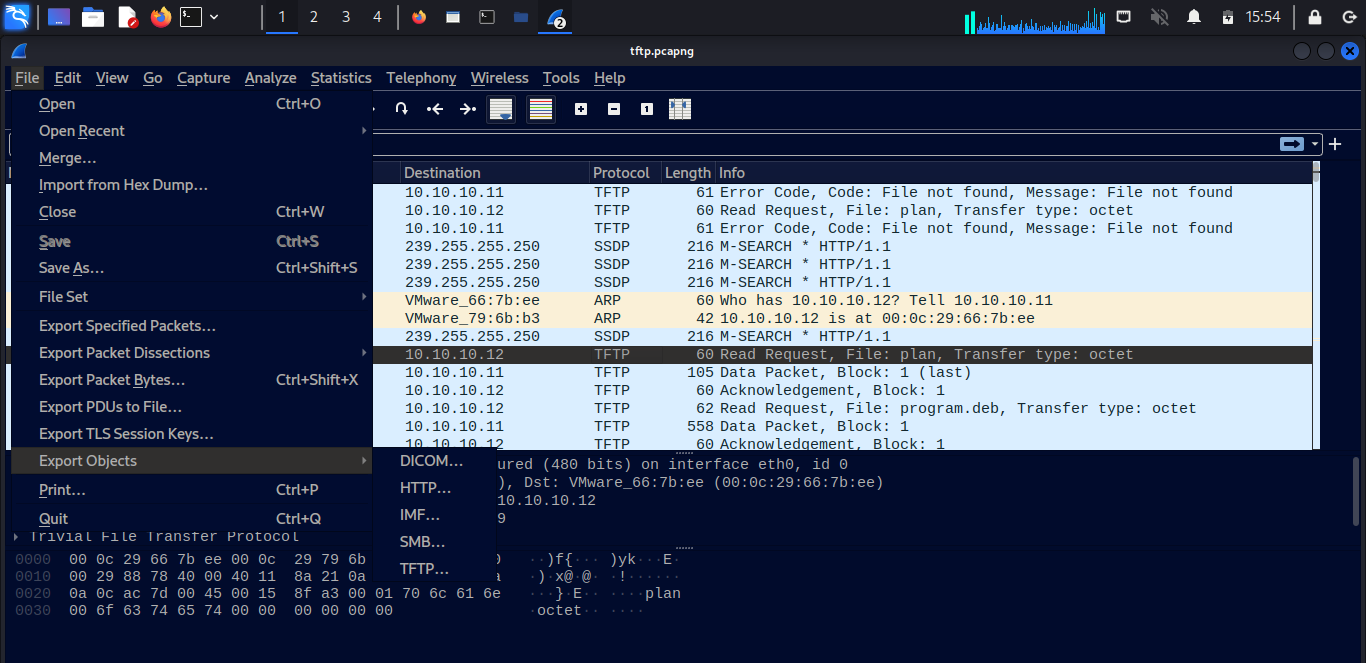 1 2 3 4 2 15:54
tftp.pcapng
File Edit View Go Capture Analyze Statistics Telephony Wireless Tools Help
Open Ctrl+O
Open Recent
Merge...
Import from Hex Dump...
Close Ctrl+W
Save Ctrl+S
Save As... Ctrl+Shift+S
File Set
Export Specified Packets...
Export Packet Dissections
Export Packet Bytes... Ctrl+Shift+X
Export PDUs to File...
Export TLS Session Keys...
Export Objects
Print... Ctrl+P
Quit Ctrl+Q
DICOM...
HTTP...
IMF...
SMB...
TFTP...
Destination Protocol Length Info
10.10.10.11 TFTP 61 Error Code, Code: File not found, Message: File not found
10.10.10.12 TFTP 60 Read Request, File: plan, Transfer type: octet
10.10.10.11 TFTP 61 Error Code, Code: File not found, Message: File not found
239.255.255.250 SSDP 216 M-SEARCH * HTTP/1.1
239.255.255.250 SSDP 216 M-SEARCH * HTTP/1.1
239.255.255.250 SSDP 216 M-SEARCH * HTTP/1.1
VMware_66:7b:ee ARP 60 Who has 10.10.10.12? Tell 10.10.10.11
VMware_79:6b:b3 ARP 42 10.10.10.12 is at 00:0c:29:66:7b:ee
239.255.255.250 SSDP 216 M-SEARCH * HTTP/1.1
10.10.10.12 TFTP 60 Read Request, File: plan, Transfer type: octet
10.10.10.11 TFTP 105 Data Packet, Block: 1 (last)
10.10.10.12 TFTP 60 Acknowledgement, Block: 1
10.10.10.12 TFTP 62 Read Request, File: program.deb, Transfer type: octet
10.10.10.11 TFTP 558 Data Packet, Block: 1
10.10.10.12 TFTP 60 Acknowledgement, Block: 1
ured (480 bits) on interface eth0, id 0
), Dst: VMware_66:7b:ee (00:0c:29:66:7b:ee)
10.10.10.12
9
Trivial File Transfer Protocol
0000 00 0c 29 66 7b ee 00 0c 29 79 6b 0 ··)f{··· )yk···E·
0010 00 29 88 78 40 00 40 11 8a 21 0a a ·)·x@·@· ·!······
0020 0a 0c ac 7d 00 45 00 15 8f a3 00 01 70 6c 61 6e ···}·E·· ····plan
0030 00 6f 63 74 65 74 00 00 00 00 00 00 ·octet·· ····